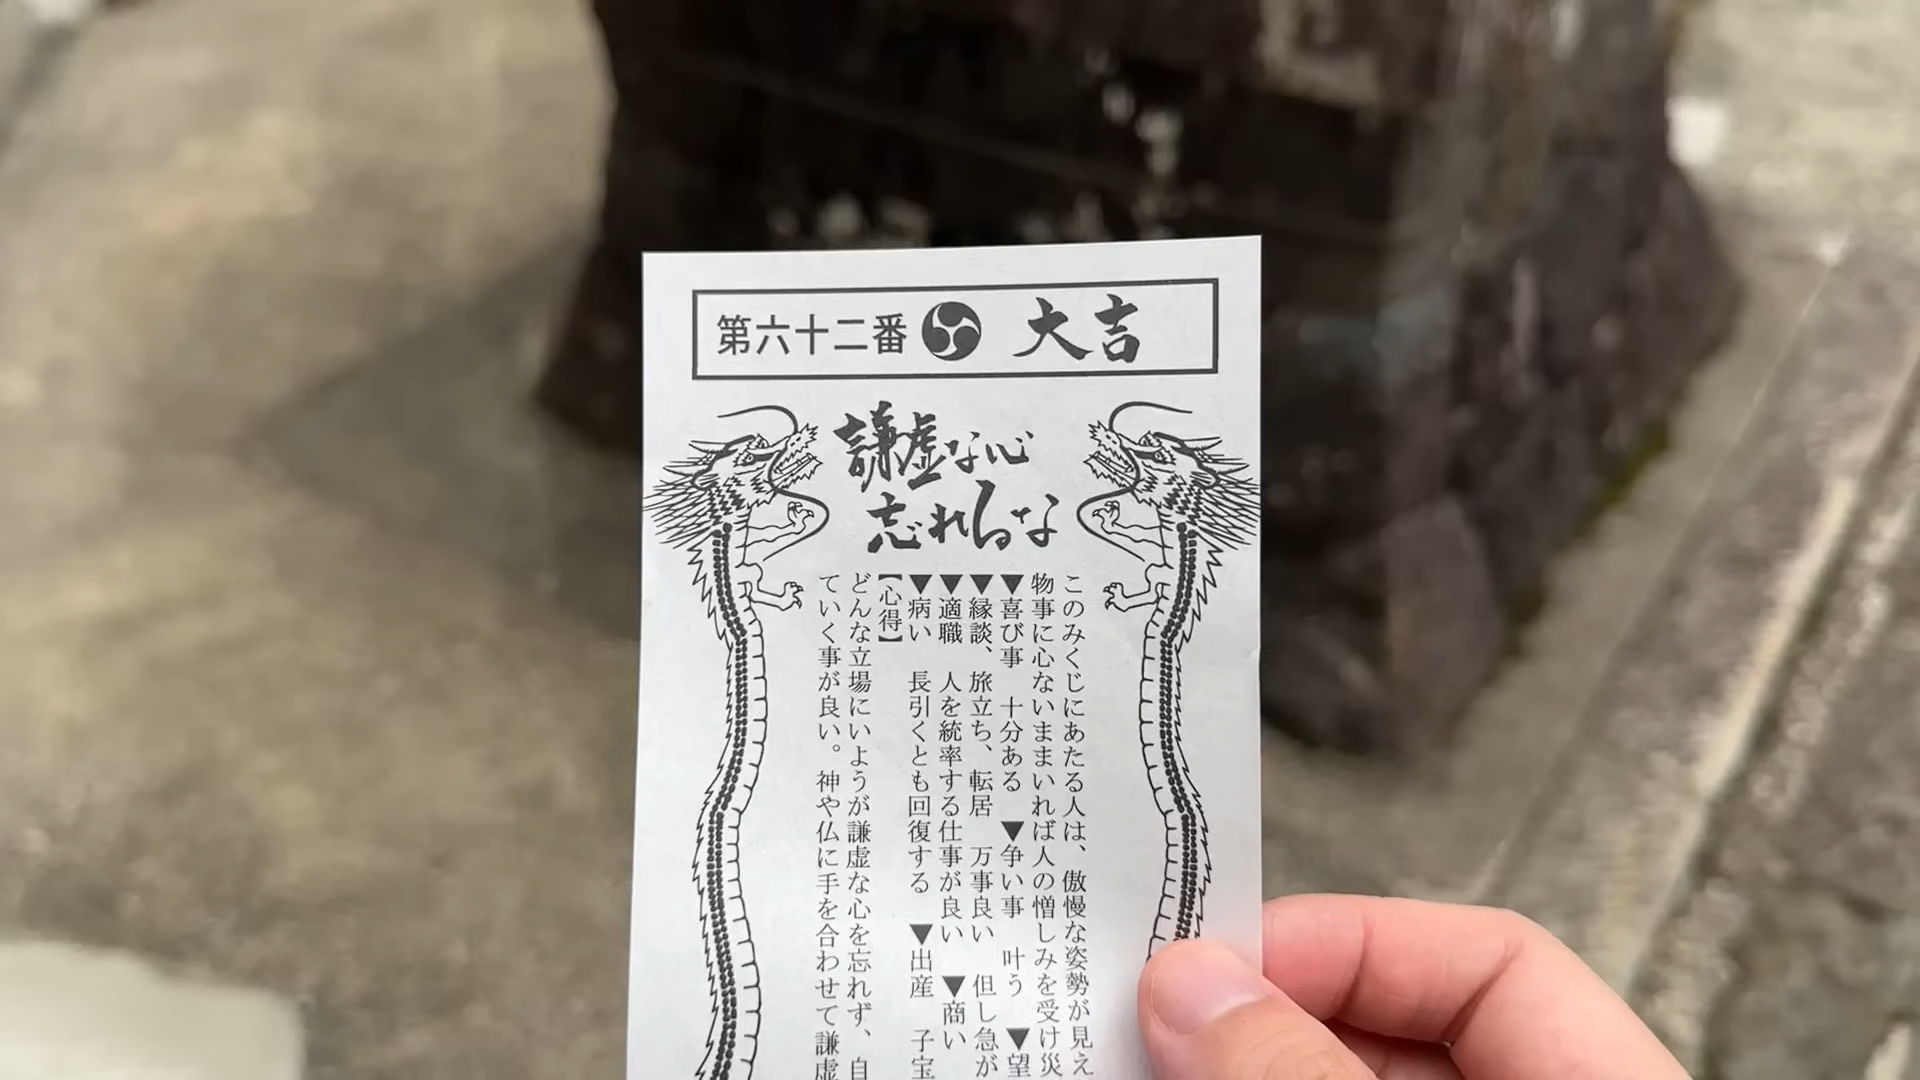 第六十二番 大吉
謙虚な心
忘れるな
このみくじにあたる人は、傲慢な姿勢が見え
物事に心ないままいれば人の憎しみを受け災
▼喜び事 十分ある ▼争い事 叶う ▼望
▼縁談、旅立ち、転居 万事良い 但し急が
▼適職 人を統率する仕事が良い ▼商い
▼病い 長引くとも回復する ▼出産 子宝
【心得】
どんな立場にいようが謙虚な心を忘れず、自
ていく事が良い。神や仏に手を合わせて謙虚